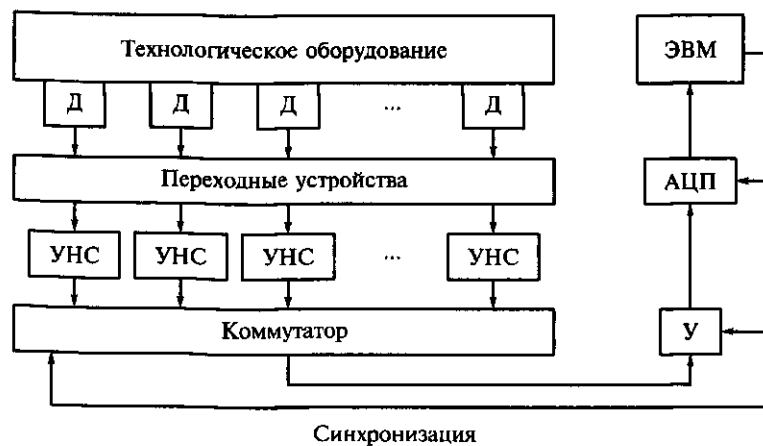 Технологическое оборудование
ЭВМ
Д Д Д ... Д
Переходные устройства
АЦП
УНС УНС УНС ... УНС
Коммутатор
У
Синхронизация